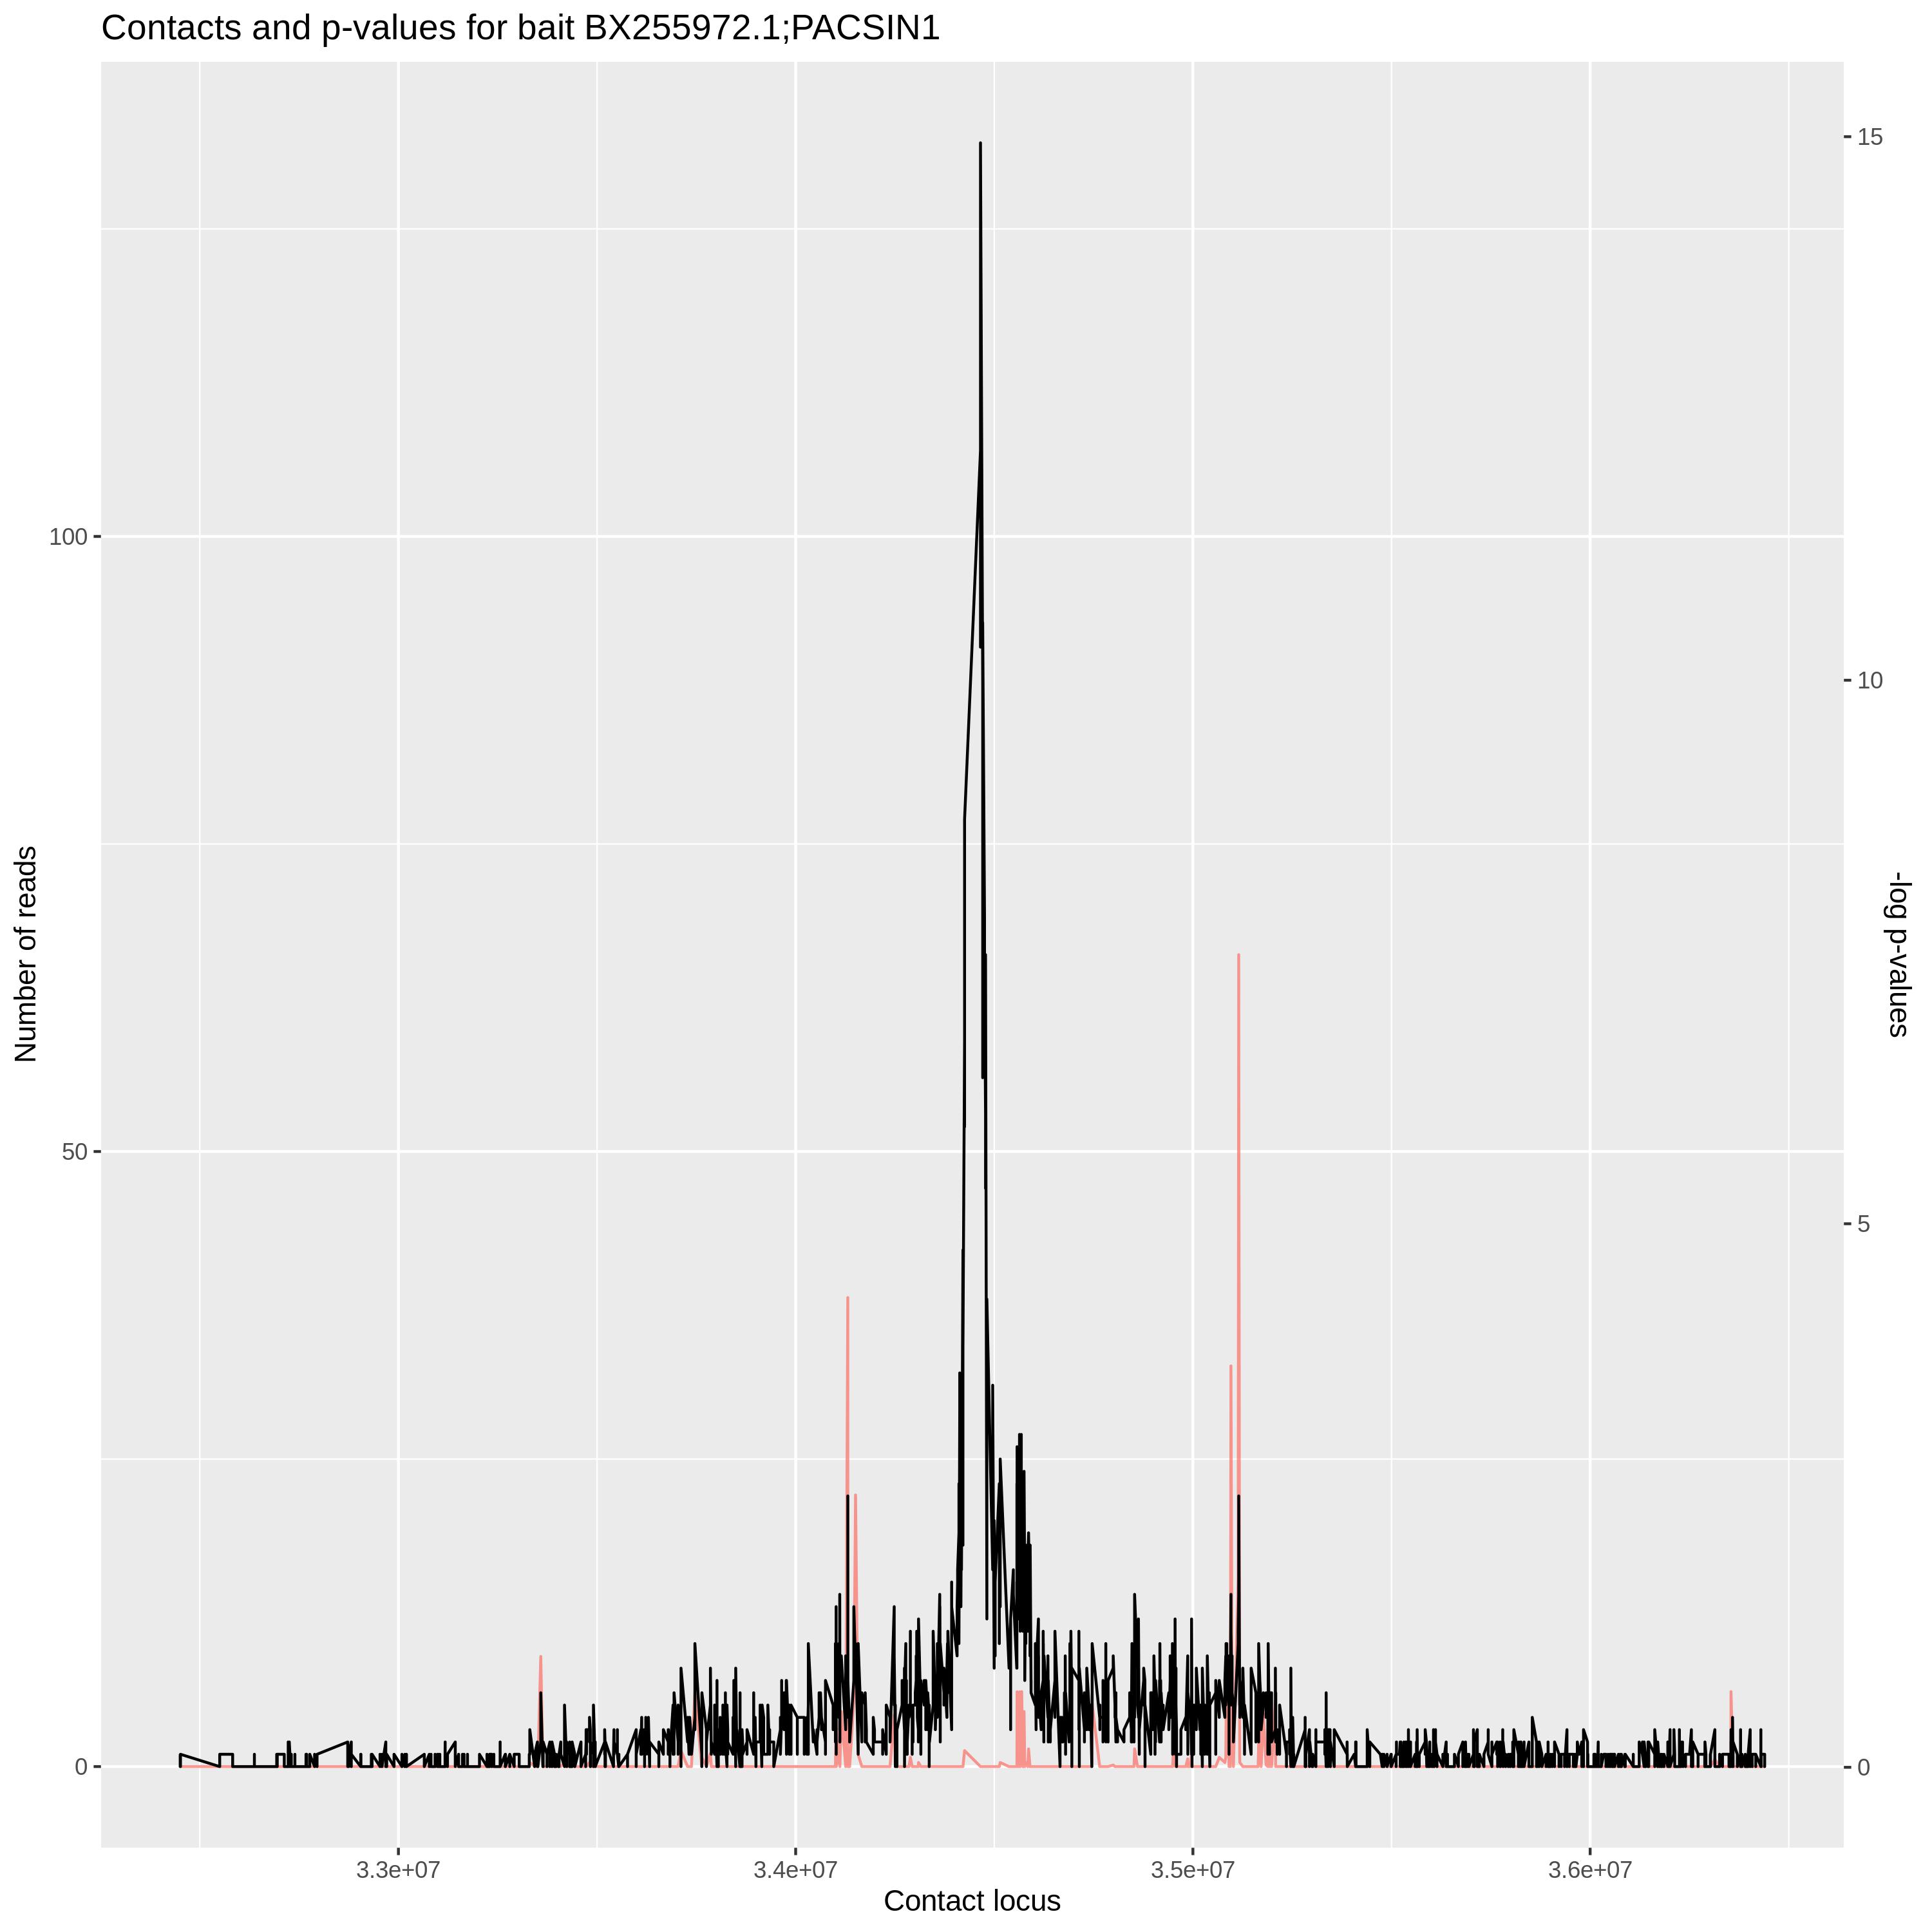 Contacts and p-values for bait BX255972.1;PACSIN1
15
100
10
Number of reads
-log p-values
50
5
0
0
3.3e+07 3.4e+07 3.5e+07 3.6e+07
Contact locus